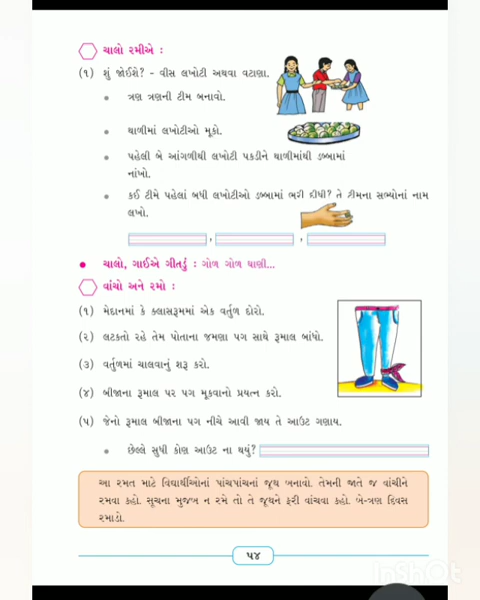 ચાલો રમીએ :
(૧) શું જોઈશે? - વીસ લખોટી અથવા વટાણા.
• ત્રણ ત્રણની ટીમ બનાવો.
• થાળીમાં લખોટીઓ મૂકો.
• પહેલી બે આંગળીથી લખોટી પકડીને થાળીમાંથી ડબ્બામાં
નાંખો.
• કઈ ટીમે પહેલાં બધી લખોટીઓ ડબ્બામાં ભરી દીધી? તે ટીમના સભ્યોનાં નામ
લખો.
, ,
• ચાલો, ગાઈએ ગીતડું : ગોળ ગોળ ધાણી...
વાંચો અને રમો :
(૧) મેદાનમાં કે ક્લાસરૂમમાં એક વર્તુળ દોરો.
(૨) લટકતો રહે તેમ પોતાના જમણા પગ સાથે રૂમાલ બાંધો.
(૩) વર્તુળમાં ચાલવાનું શરૂ કરો.
(૪) બીજાના રૂમાલ પર પગ મૂકવાનો પ્રયત્ન કરો.
(૫) જેનો રૂમાલ બીજાના પગ નીચે આવી જાય તે આઉટ ગણાય.
• છેલ્લે સુધી કોણ આઉટ ના થયું?
આ રમત માટે વિદ્યાર્થીઓનાં પાંચપાંચનાં જૂથ બનાવો. તેમની જાતે જ વાંચીને
રમવા કહો. સૂચના મુજબ ન રમે તો તે જૂથને ફરી વાંચવા કહો. બે-ત્રણ દિવસ
રમાડો.
૫૪
InShOt